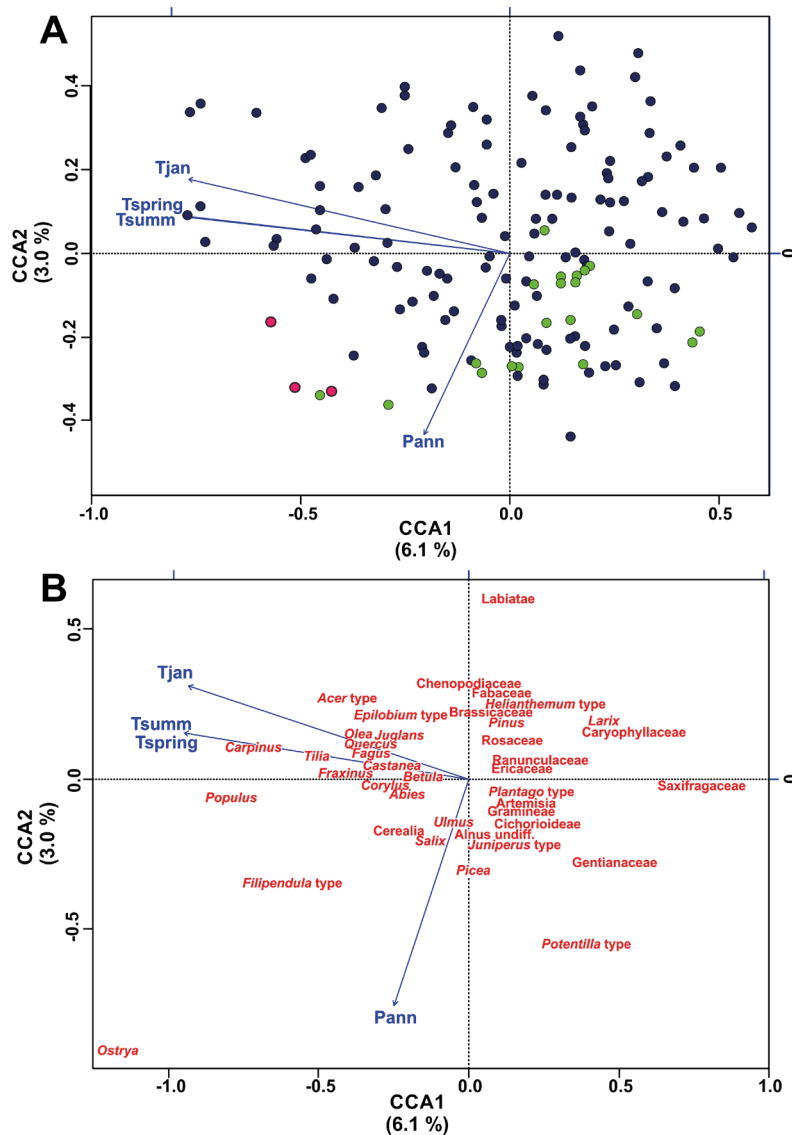 A
0.4
Tjan
0.2
Tspring
Tsumm
CCA2
(3.0 %)
0.0
0
-0.2
-0.4
Pann
-1.0
-0.5
0.0
0.5
CCA1
(6.1 %)
B
Labiatae
0.5
Tjan
Chenopodiaceae
Fabaceae
Acer type
Helianthemum type
Epilobium type
Brassicaceae
Pinus
Larix
Tsumm
Olea Juglans
Caryophyllaceae
Tspring
Carpinus
Quercus
Rosaceae
Tilia
Fagus
Ranunculaceae
Castanea
Ericaceae
Fraxinus
Betula
CCA2
(3.0 %)
0.0
0
Corylus
Saxifragaceae
Populus
Abies
Plantago type
Artemisia
Gramineae
Ulmus
Cichorioideae
Cerealia
Alnus undiff.
Salix
Juniperus type
Gentianaceae
Picea
Filipendula type
-0.5
Potentilla type
Pann
Ostrya
-1.0
-0.5
0.0
0.5
1.0
CCA1
(6.1 %)